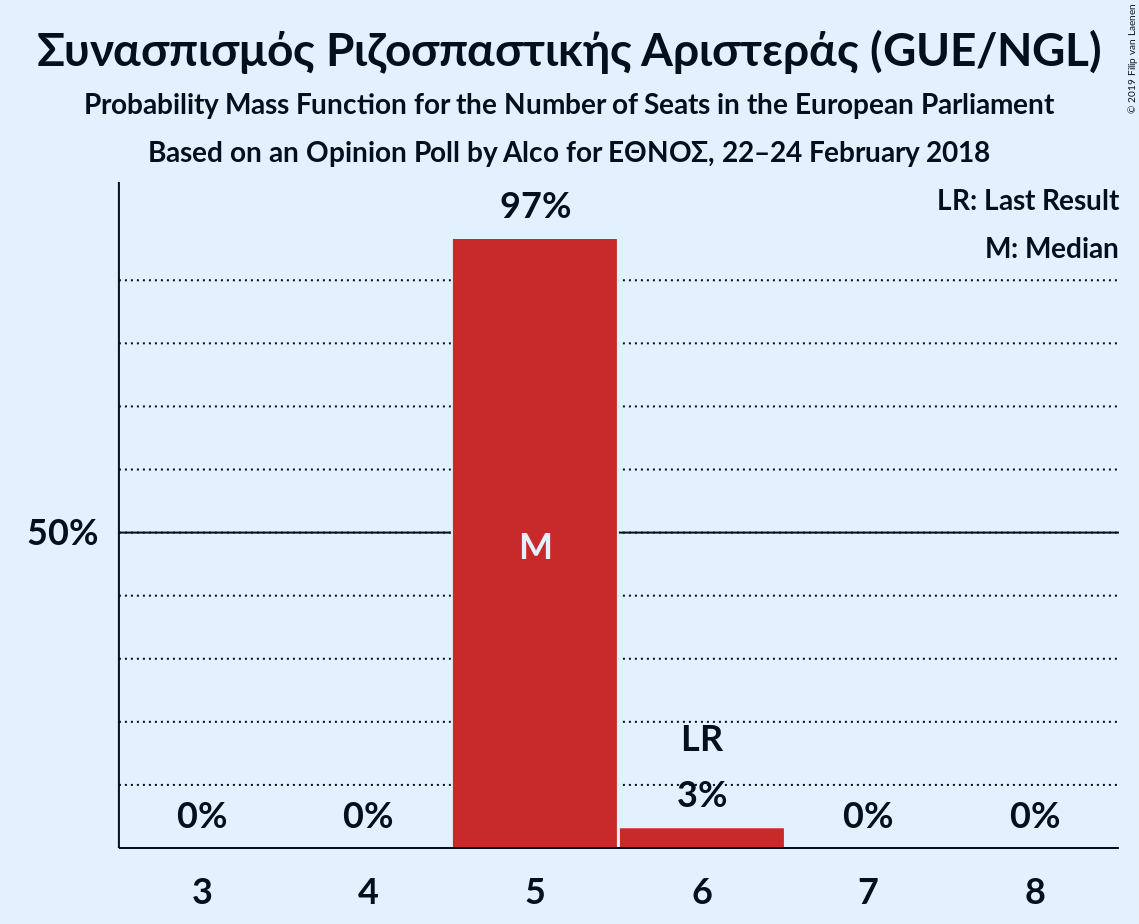 Συνασπισμός Ριζοσπαστικής Αριστεράς (GUE/NGL)
Probability Mass Function for the Number of Seats in the European Parliament
Based on an Opinion Poll by Alco for ΕΘΝΟΣ, 22–24 February 2018
© 2019 Filip van Laenen
LR: Last Result
M: Median
97%
50%
M
LR
0% 0% 3% 0% 0%
3 4 5 6 7 8